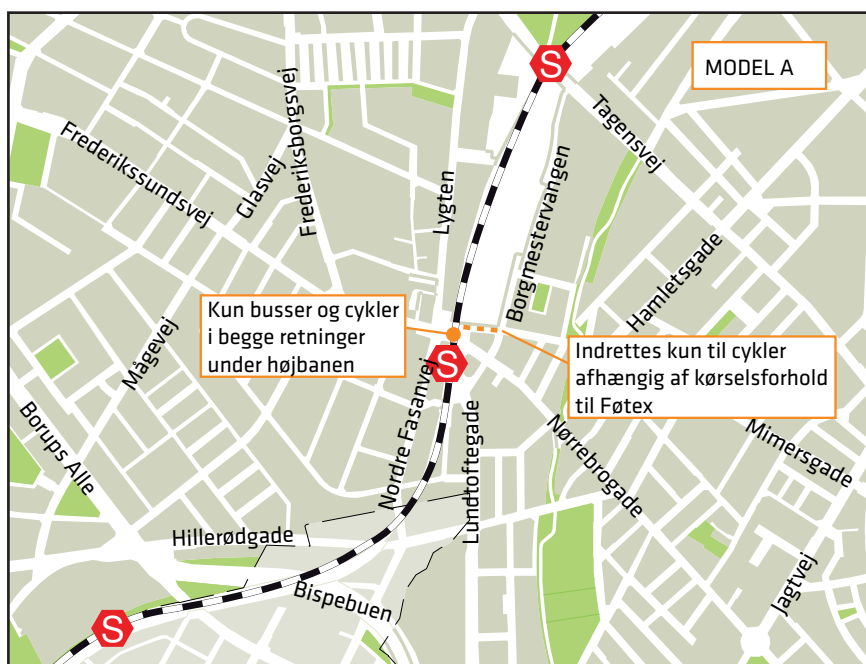 S
MODEL A
Tagensvej
Frederiksborgsvej
Frederikssundsvej
Glasvej
Lygten
Borgmestervangen
Hamletsgade
Kun busser og cykler
i begge retninger
under højbanen
S
Indrettes kun til cykler
afhængig af kørselsforhold
til Føtex
Mågevej
Borups Alle
Nordre Fasanvej
Lundtoftegade
Nørrebrogade
Mimersgade
Hillerødgade
Bispebuen
Jagtvej
S